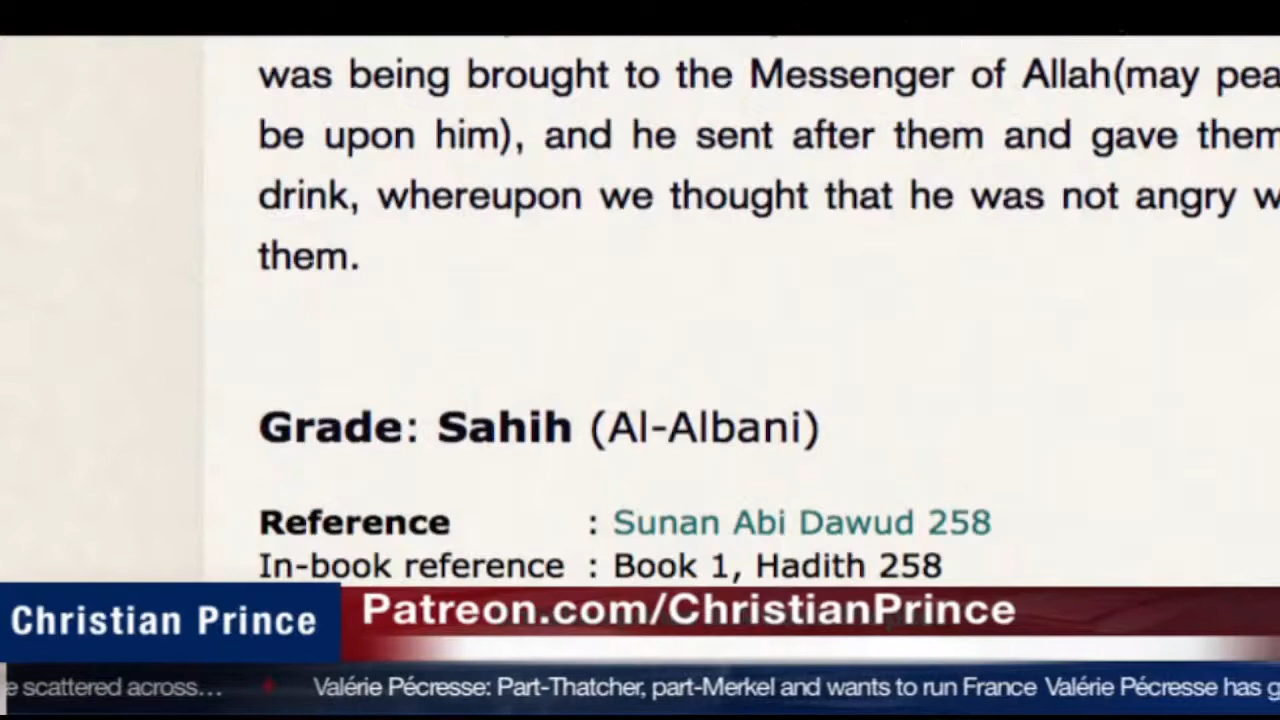 was being brought to the Messenger of Allah(may pea
be upon him), and he sent after them and gave them
drink, whereupon we thought that he was not angry w
them.
Grade: Sahih (Al-Albani)
Reference : Sunan Abi Dawud 258
In-book reference : Book 1, Hadith 258
Christian Prince
Patreon.com/ChristianPrince
e scattered across... Valérie Pécresse: Part-Thatcher, part-Merkel and wants to run France Valérie Pécresse has g